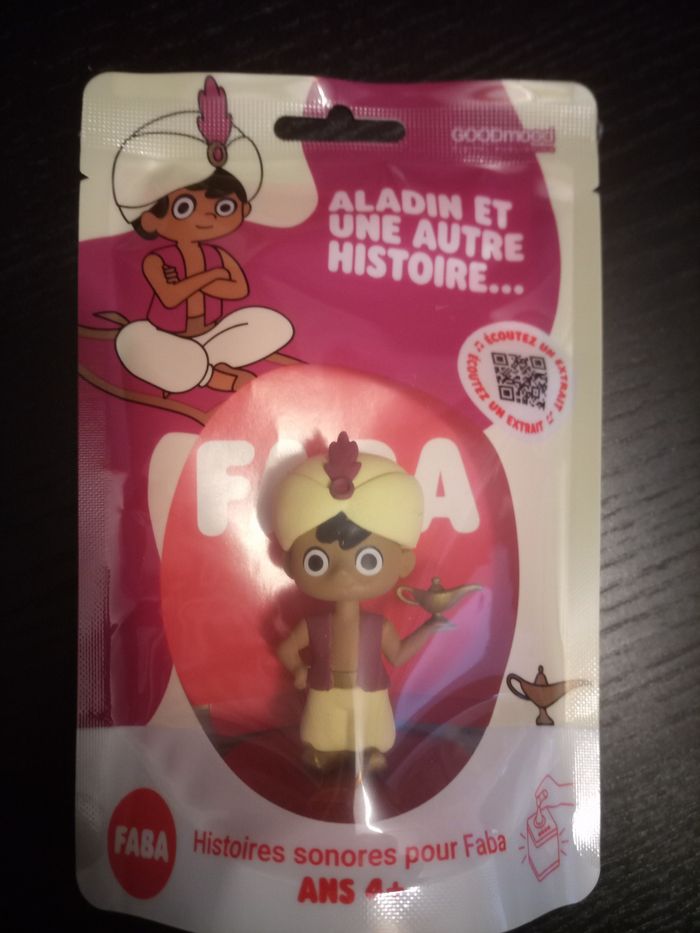 GOODmood
ALADIN ET
UNE AUTRE
HISTOIRE...
ÉCOUTEZ UN EXTRAIT
ÉCOUTEZ UN EXTRAIT
FABA
FABA
Histoires sonores pour Faba
ANS 4+